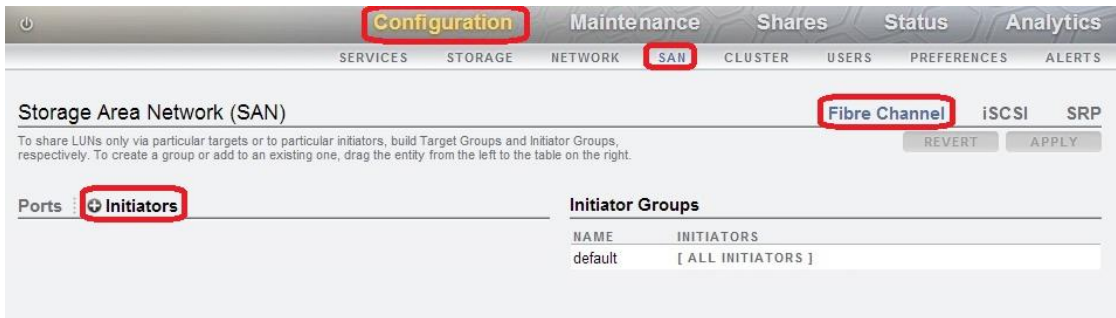 Configuration Maintenance Shares Status Analytics
SERVICES STORAGE NETWORK SAN CLUSTER USERS PREFERENCES ALERTS
Storage Area Network (SAN) Fibre Channel iSCSI SRP
To share LUNs only via particular targets or to particular initiators, build Target Groups and Initiator Groups,
respectively. To create a group or add to an existing one, drag the entity from the left to the table on the right.
REVERT APPLY
Ports Initiators Initiator Groups
NAME INITIATORS
default [ ALL INITIATORS ]